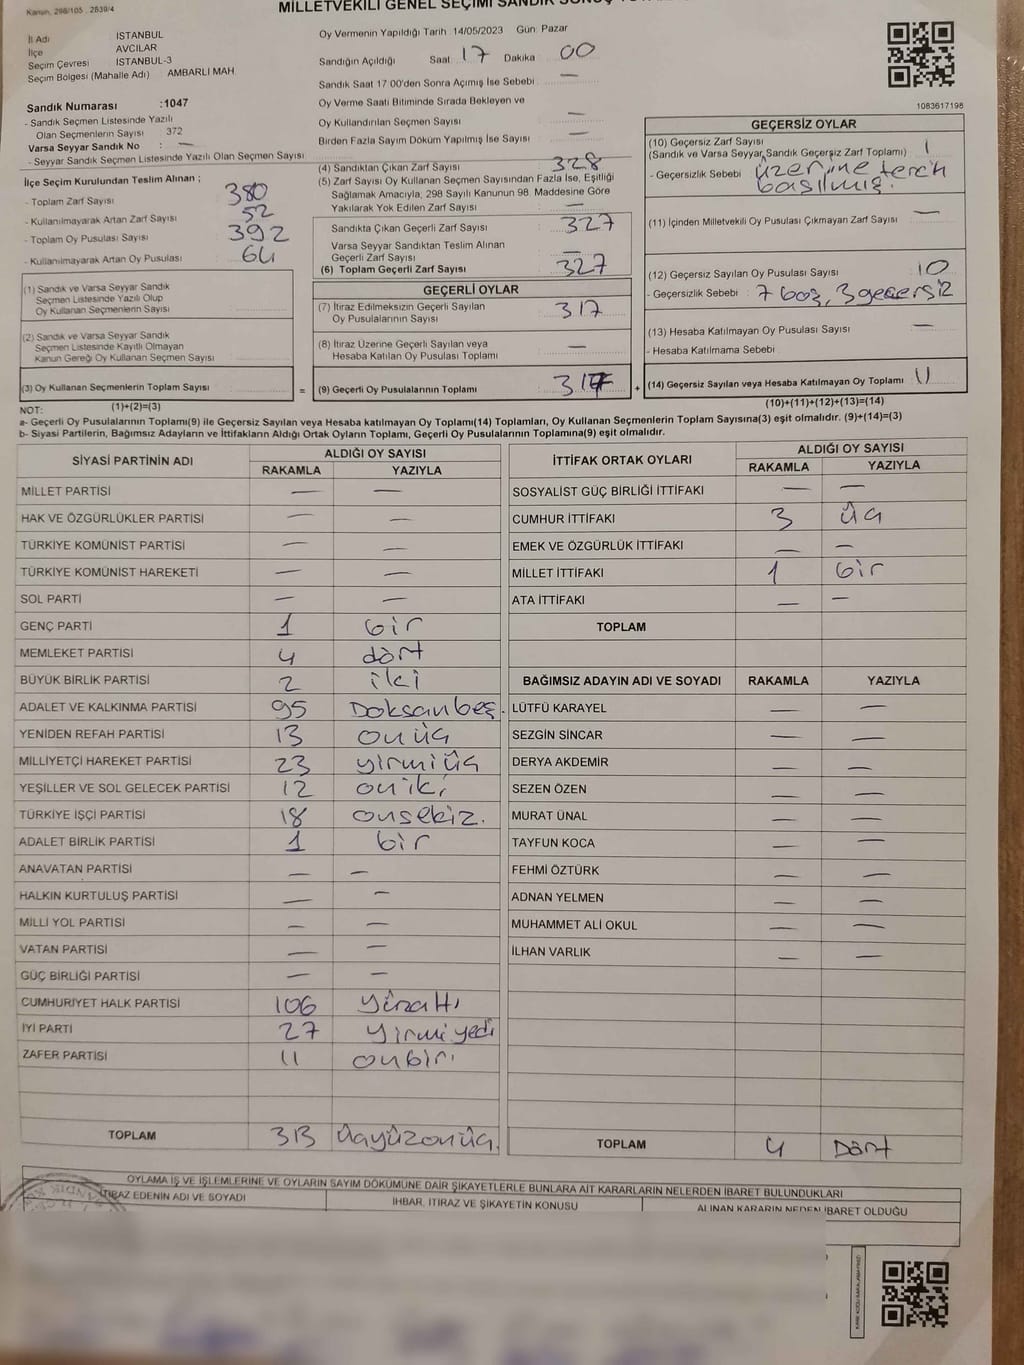 Kanun, 298/105 , 2839/4
MİLLETVEKİLİ GENEL SEÇİMİ SANDIK SONUÇ
İl Adı İSTANBUL
İlçe AVCILAR
Seçim Çevresi İSTANBUL-3
Seçim Bölgesi (Mahalle Adı) AMBARLI MAH
Sandık Numarası :1047
- Sandık Seçmen Listesinde Yazılı
Olan Seçmenlerin Sayısı 372
Varsa Seyyar Sandık No : —
- Seyyar Sandık Seçmen Listesinde Yazılı Olan Seçmen Sayısı
İlçe Seçim Kurulundan Teslim Alınan ;
- Toplam Zarf Sayısı 380
- Kullanılmayarak Artan Zarf Sayısı 52
- Toplam Oy Pusulası Sayısı 392
- Kullanılmayarak Artan Oy Pusulası 64
(1) Sandık ve Varsa Seyyar Sandık
Seçmen Listesinde Yazılı Olup
Oy Kullanan Seçmenlerin Sayısı
(2) Sandık ve Varsa Seyyar Sandık
Seçmen Listesinde Kayıtlı Olmayan
Kanun Gereği Oy Kullanan Seçmen Sayısı
(3) Oy Kullanan Seçmenlerin Toplam Sayısı
(1)+(2)=(3)
Oy Vermenin Yapıldığı Tarih :14/05/2023 Gün: Pazar
Sandığın Açıldığı Saat 17 Dakika 00
Sandık Saat 17 00'den Sonra Açımış İse Sebebi : —
Oy Verme Saati Bitiminde Sırada Bekleyen ve
Oy Kullandırılan Seçmen Sayısı : —
Birden Fazla Sayım Döküm Yapılmış İse Sayısı : —
(4) Sandıktan Çıkan Zarf Sayısı : 328
(5) Zarf Sayısı Oy Kullanan Seçmen Sayısından Fazla İse, Eşitliği
Sağlamak Amacıyla, 298 Sayılı Kanunun 98. Maddesine Göre
Yakılarak Yok Edilen Zarf Sayısı : —
Sandıkta Çıkan Geçerli Zarf Sayısı : 327
Varsa Seyyar Sandıktan Teslim Alınan
Geçerli Zarf Sayısı : —
(6) Toplam Geçerli Zarf Sayısı : 327
GEÇERLİ OYLAR
(7) İtiraz Edilmeksizin Geçerli Sayılan
Oy Pusulalarının Sayısı : 317
(8) İtiraz Üzerine Geçerli Sayılan veya
Hesaba Katılan Oy Pusulası Toplamı : —
= (9) Geçerli Oy Pusulalarının Toplamı : 317 +
1083617198
GEÇERSİZ OYLAR
(10) Geçersiz Zarf Sayısı
(Sandık ve Varsa Seyyar Sandık Geçersiz Zarf Toplamı) : 1
- Geçersizlik Sebebi : üzerine tercih
basılmış.
(11) İçinden Milletvekili Oy Pusulası Çıkmayan Zarf Sayısı : —
(12) Geçersiz Sayılan Oy Pusulası Sayısı : 10
- Geçersizlik Sebebi : 7 boş, 3 geçersiz
(13) Hesaba Katılmayan Oy Pusulası Sayısı : —
- Hesaba Katılmama Sebebi :
(14) Geçersiz Sayılan veya Hesaba Katılmayan Oy Toplamı : 11
(10)+(11)+(12)+(13)=(14)
NOT:
a- Geçerli Oy Pusulalarının Toplamı(9) ile Geçersiz Sayılan veya Hesaba katılmayan Oy Toplamı(14) Toplamları, Oy Kullanan Seçmenlerin Toplam Sayısına(3) eşit olmalıdır. (9)+(14)=(3)
b- Siyasi Partilerin, Bağımsız Adayların ve İttifakların Aldığı Ortak Oyların Toplamı, Geçerli Oy Pusulalarının Toplamına(9) eşit olmalıdır.
SİYASİ PARTİNİN ADI ALDIĞI OY SAYISI
RAKAMLA YAZIYLA
MİLLET PARTİSİ — —
HAK VE ÖZGÜRLÜKLER PARTİSİ — —
TÜRKİYE KOMÜNİST PARTİSİ — —
TÜRKİYE KOMÜNİST HAREKETİ — —
SOL PARTİ — —
GENÇ PARTİ 1 bir
MEMLEKET PARTİSİ 4 dört
BÜYÜK BİRLİK PARTİSİ 2 iki
ADALET VE KALKINMA PARTİSİ 95 Doksanbeş.
YENİDEN REFAH PARTİSİ 13 onüç
MİLLİYETÇİ HAREKET PARTİSİ 23 yirmiüç
YEŞİLLER VE SOL GELECEK PARTİSİ 12 oniki
TÜRKİYE İŞÇİ PARTİSİ 18 onsekiz.
ADALET BİRLİK PARTİSİ 1 bir
ANAVATAN PARTİSİ — —
HALKIN KURTULUŞ PARTİSİ — —
MİLLİ YOL PARTİSİ — —
VATAN PARTİSİ — —
GÜÇ BİRLİĞİ PARTİSİ — —
CUMHURİYET HALK PARTİSİ 106 yüzaltı
İYİ PARTİ 27 yirmiyedi
ZAFER PARTİSİ 11 onbir
TOPLAM 313 üçyüzonüç.
İTTİFAK ORTAK OYLARI ALDIĞI OY SAYISI
RAKAMLA YAZIYLA
SOSYALİST GÜÇ BİRLİĞİ İTTİFAKI — —
CUMHUR İTTİFAKI 3 üç
EMEK VE ÖZGÜRLÜK İTTİFAKI — —
MİLLET İTTİFAKI 1 bir
ATA İTTİFAKI — —
TOPLAM
BAĞIMSIZ ADAYIN ADI VE SOYADI RAKAMLA YAZIYLA
LÜTFÜ KARAYEL — —
SEZGİN SİNCAR — —
DERYA AKDEMİR — —
SEZEN ÖZEN — —
MURAT ÜNAL — —
TAYFUN KOCA — —
FEHMİ ÖZTÜRK — —
ADNAN YELMEN — —
MUHAMMET ALİ OKUL — —
İLHAN VARLIK — —
TOPLAM 4 Dört
OYLAMA İŞ VE İŞLEMLERİNE VE OYLARIN SAYIM DÖKÜMÜNE DAİR ŞİKAYETLERLE BUNLARA AİT KARARLARIN NELERDEN İBARET BULUNDUKLARI
İTİRAZ EDENİN ADI VE SOYADI İHBAR, İTİRAZ VE ŞİKAYETİN KONUSU ALINAN KARARIN NEDEN İBARET OLDUĞU